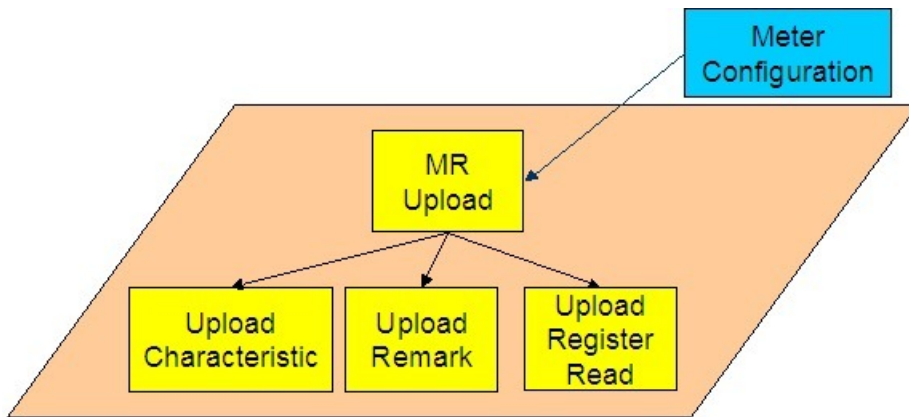 Meter
Configuration
MR
Upload
Upload
Characteristic
Upload
Remark
Upload
Register
Read